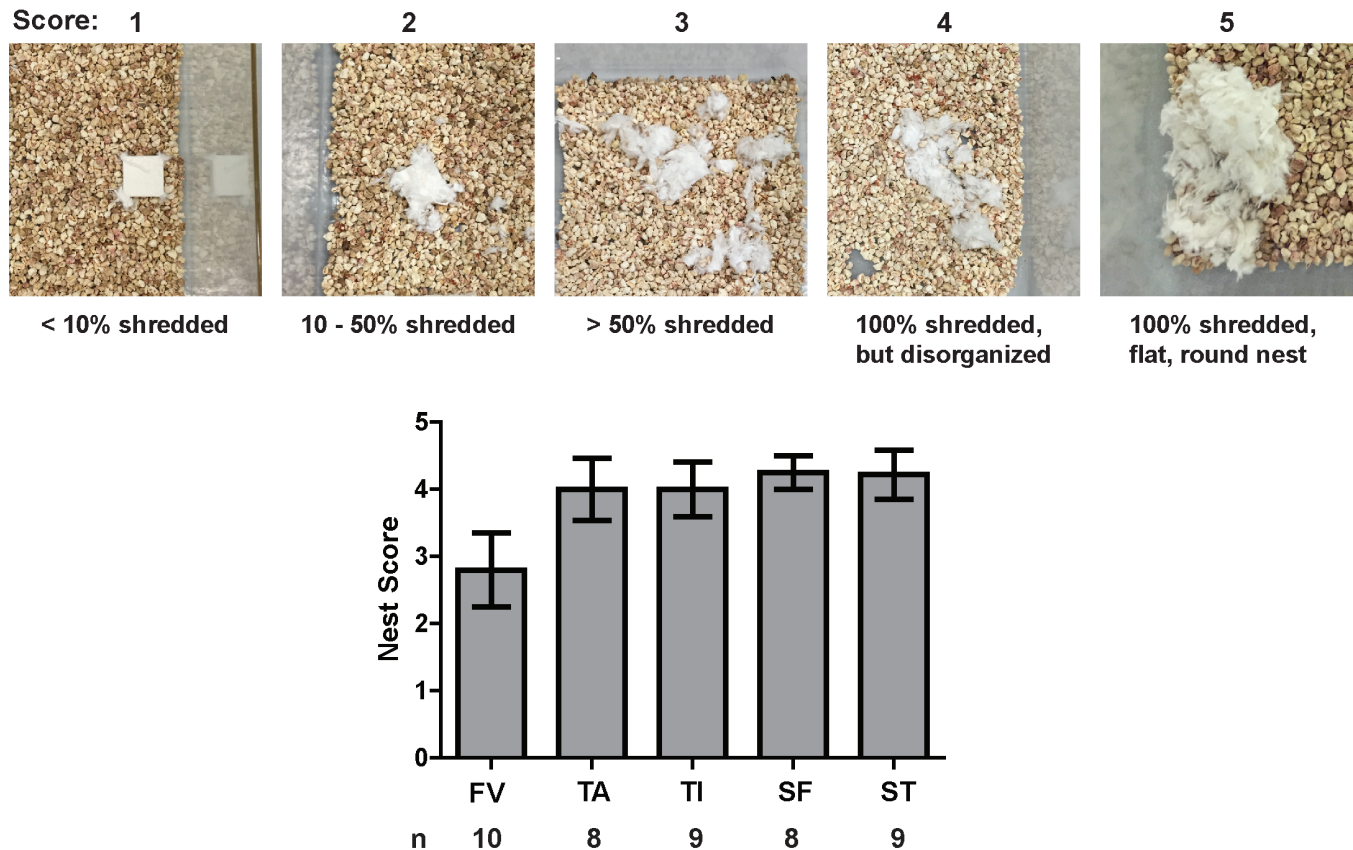 Score: 1 2 3 4 5
< 10% shredded
10 - 50% shredded
> 50% shredded
100% shredded,
but disorganized
100% shredded,
flat, round nest
Nest Score
5
4
3
2
1
0
FV TA TI SF ST
n 10 8 9 8 9